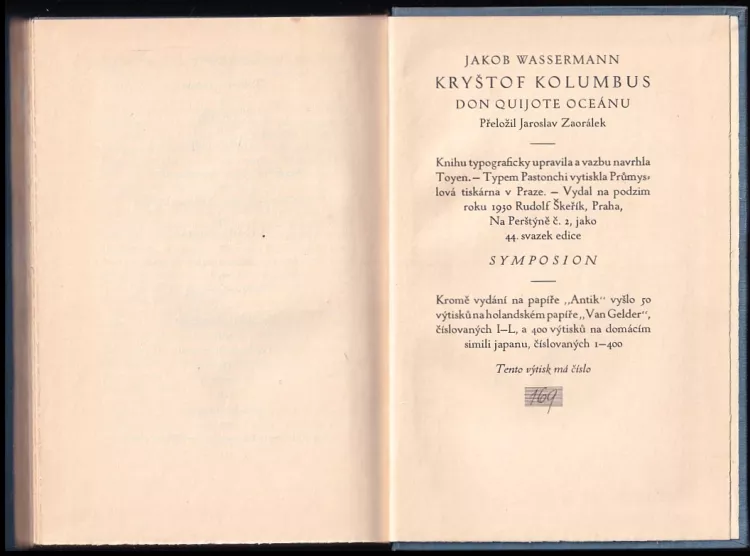 JAKOB WASSERMANN
KRYŠTOF KOLUMBUS
DON QUIJOTE OCEÁNU
Přeložil Jaroslav Zaorálek
Knihu typograficky upravila a vazbu navrhla
Toyen. — Typem Pastonchi vytiskla Průmys-
lová tiskárna v Praze. — Vydal na podzim
roku 1930 Rudolf Škeřík, Praha,
Na Perštýně č. 2, jako
44. svazek edice
SYMPOSION
Kromě vydání na papíře „Antik“ vyšlo 50
výtisků na holandském papíře „Van Gelder“,
číslovaných I–L, a 400 výtisků na domácím
simili japanu, číslovaných 1–400
Tento výtisk má číslo
169